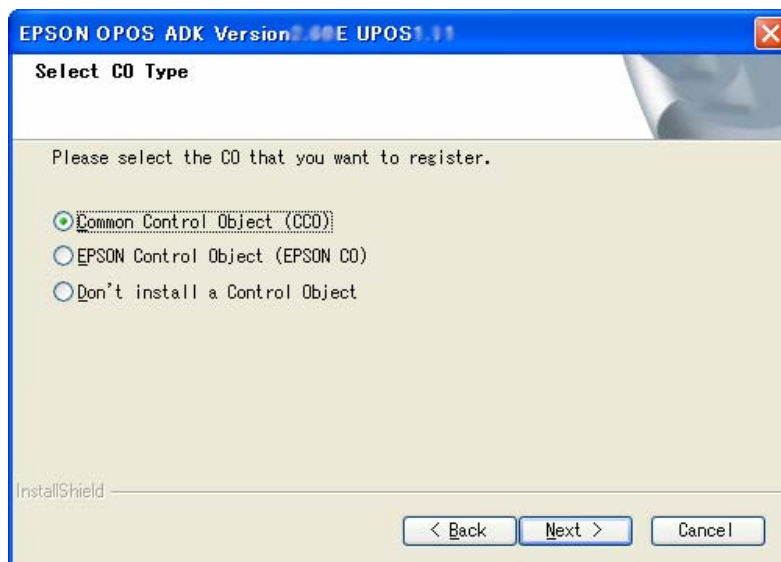 EPSON OPOS ADK Version E UPOS
Select CO Type
Please select the CO that you want to register.
Common Control Object (CCO)
EPSON Control Object (EPSON CO)
Don't install a Control Object
InstallShield
< Back
Next >
Cancel